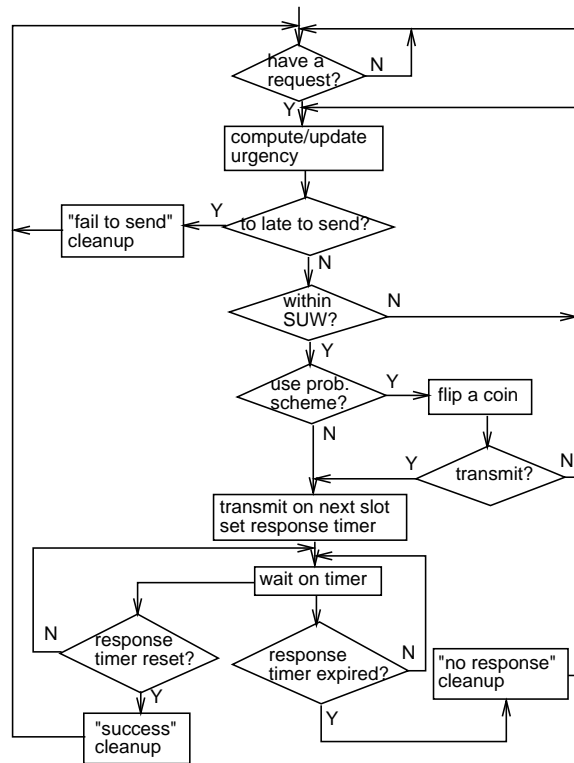 have a
request?
N
Y
compute/update
urgency
"fail to send"
cleanup
Y
to late to send?
N
within
SUW?
N
Y
use prob.
scheme?
Y
flip a coin
N
Y
transmit?
N
transmit on next slot
set response timer
wait on timer
N
response
timer reset?
Y
response
timer expired?
N
Y
"no response"
cleanup
"success"
cleanup